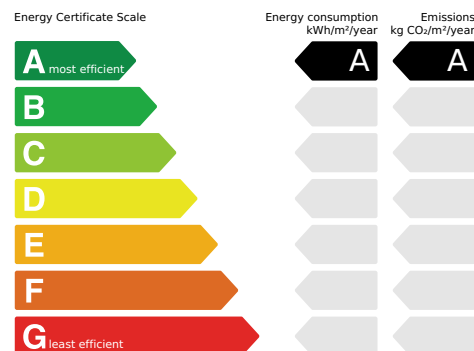 Energy Certificate Scale
Energy consumption
kWh/m²/year
Emissions
kg CO₂/m²/year
A most efficient
A
A
B
C
D
E
F
G least efficient